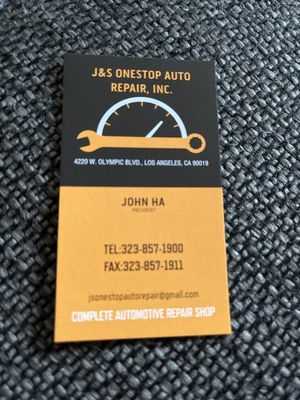 J&S ONESTOP AUTO
REPAIR, INC.
4220 W. OLYMPIC BLVD., LOS ANGELES, CA 90019
JOHN HA
PRESIDENT
TEL:323-857-1900
FAX:323-857-1911
jsonestopautorepair@gmail.com
COMPLETE AUTOMOTIVE REPAIR SHOP